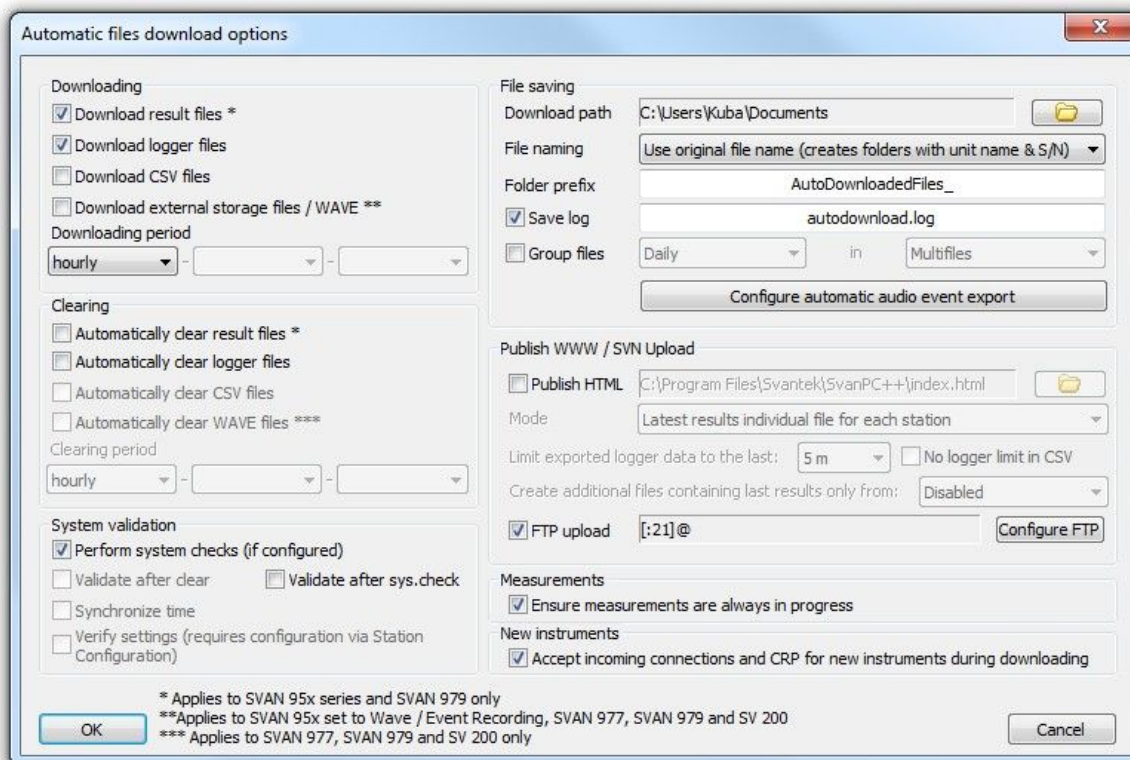 Automatic files download options
Downloading
Download result files *
Download logger files
Download CSV files
Download external storage files / WAVE **
Downloading period
hourly - -
Clearing
Automatically clear result files *
Automatically clear logger files
Automatically clear CSV files
Automatically clear WAVE files ***
Clearing period
hourly - -
System validation
Perform system checks (if configured)
Validate after clear Validate after sys.check
Synchronize time
Verify settings (requires configuration via Station
Configuration)
File saving
Download path C:\Users\Kuba\Documents
File naming Use original file name (creates folders with unit name & S/N)
Folder prefix AutoDownloadedFiles_
Save log autodownload.log
Group files Daily in Multifiles
Configure automatic audio event export
Publish WWW / SVN Upload
Publish HTML C:\Program Files\Svantek\SvanPC++\index.html
Mode Latest results individual file for each station
Limit exported logger data to the last: 5 m No logger limit in CSV
Create additional files containing last results only from: Disabled
FTP upload [:21]@ Configure FTP
Measurements
Ensure measurements are always in progress
New instruments
Accept incoming connections and CRP for new instruments during downloading
* Applies to SVAN 95x series and SVAN 979 only
**Applies to SVAN 95x set to Wave / Event Recording, SVAN 977, SVAN 979 and SV 200
*** Applies to SVAN 977, SVAN 979 and SV 200 only
OK
Cancel